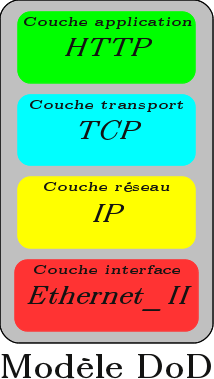 Couche application
HTTP
Couche transport
TCP
Couche réseau
IP
Couche interface
Ethernet_II
Modèle DoD